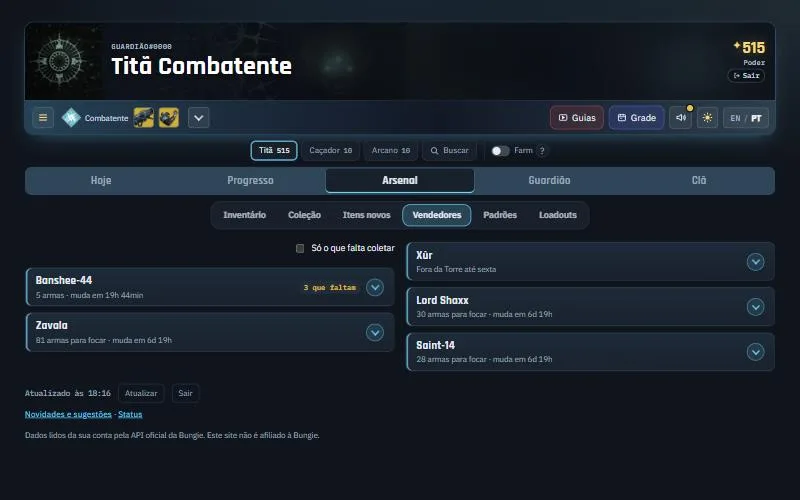 GUARDIÃO#0000
Titã Combatente
515
Poder
Sair
Combatente
Guias
Grade
EN / PT
Titã 515
Caçador 10
Arcano 10
Buscar
Farm ?
Hoje
Progresso
Arsenal
Guardião
Clã
Inventário
Coleção
Itens novos
Vendedores
Padrões
Loadouts
Só o que falta coletar
Banshee-44
5 armas · muda em 19h 44min
3 que faltam
Zavala
81 armas para focar · muda em 6d 19h
Xûr
Fora da Torre até sexta
Lord Shaxx
30 armas para focar · muda em 6d 19h
Saint-14
28 armas para focar · muda em 6d 19h
Atualizado às 18:16
Atualizar
Sair
Novidades e sugestões · Status
Dados lidos da sua conta pela API oficial da Bungie. Este site não é afiliado à Bungie.